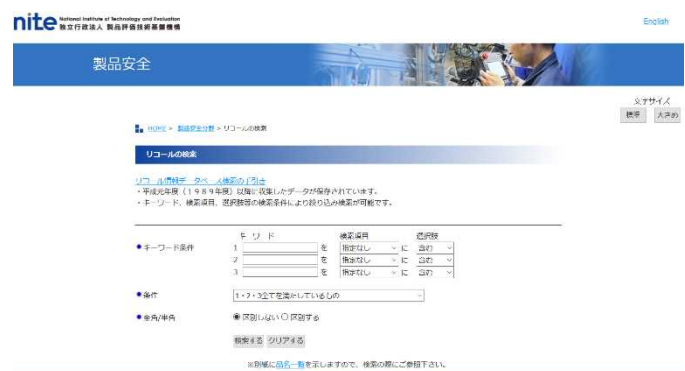 nite National Institute of Technology and Evaluation
独立行政法人 製品評価技術基盤機構
English
製品安全
文字サイズ
標準 大きめ
HOME > 製品安全分野 > リコールの検索
リコールの検索
リコール情報データベース検索の手引き
・平成元年度（1989年度）以降に収集したデータが保存されています。
・キーワード、検索項目、選択肢等の検索条件により絞り込み検索が可能です。
キーワード 検索項目 選択肢
●キーワード条件 1 を 指定なし に 含む
2 を 指定なし に 含む
3 を 指定なし に 含む
●条件 1・2・3全てを満たしているもの
●全角/半角 区別しない 区別する
検索する クリアする
※別紙に品名一覧を示しますので、検索の際にご参照下さい。